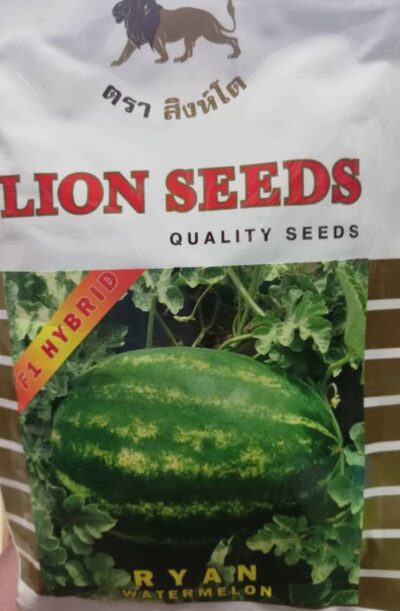 ตรา สิงห์โต
LION SEEDS
QUALITY SEEDS
F1 HYBRID
RYAN
WATERMELON